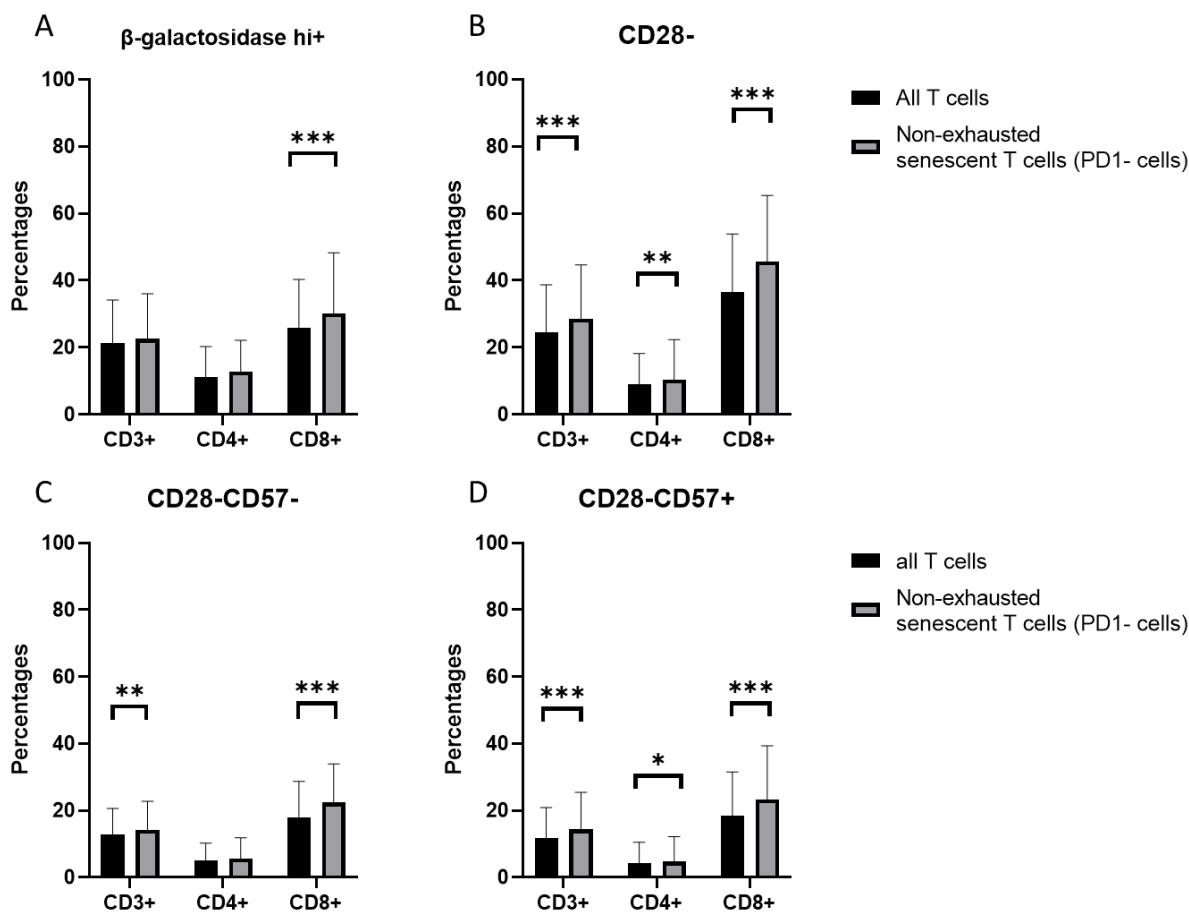 A
β-galactosidase hi+
Percentages
100
80
60
40
20
0
***
CD3+ CD4+ CD8+
B
CD28-
Percentages
100
80
60
40
20
0
***
**
***
CD3+ CD4+ CD8+
All T cells
Non-exhausted
senescent T cells (PD1- cells)
C
CD28-CD57-
Percentages
100
80
60
40
20
0
**
***
CD3+ CD4+ CD8+
D
CD28-CD57+
Percentages
100
80
60
40
20
0
***
*
***
CD3+ CD4+ CD8+
all T cells
Non-exhausted
senescent T cells (PD1- cells)